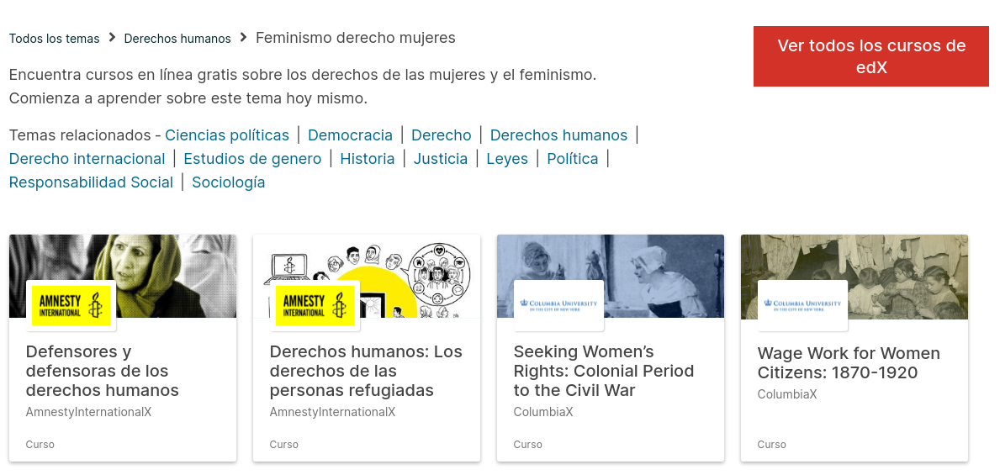 Todos los temas > Derechos humanos > Feminismo derecho mujeres
Ver todos los cursos de
edX
Encuentra cursos en línea gratis sobre los derechos de las mujeres y el feminismo.
Comienza a aprender sobre este tema hoy mismo.
Temas relacionados - Ciencias políticas | Democracia | Derecho | Derechos humanos |
Derecho internacional | Estudios de genero | Historia | Justicia | Leyes | Política |
Responsabilidad Social | Sociología
AMNESTY
INTERNATIONAL
Defensores y
defensoras de los
derechos humanos
AmnestyInternationalX
Curso
AMNESTY
INTERNATIONAL
Derechos humanos: Los
derechos de las
personas refugiadas
AmnestyInternationalX
Curso
COLUMBIA UNIVERSITY
IN THE CITY OF NEW YORK
Seeking Women’s
Rights: Colonial Period
to the Civil War
ColumbiaX
Curso
COLUMBIA UNIVERSITY
IN THE CITY OF NEW YORK
Wage Work for Women
Citizens: 1870-1920
ColumbiaX
Curso